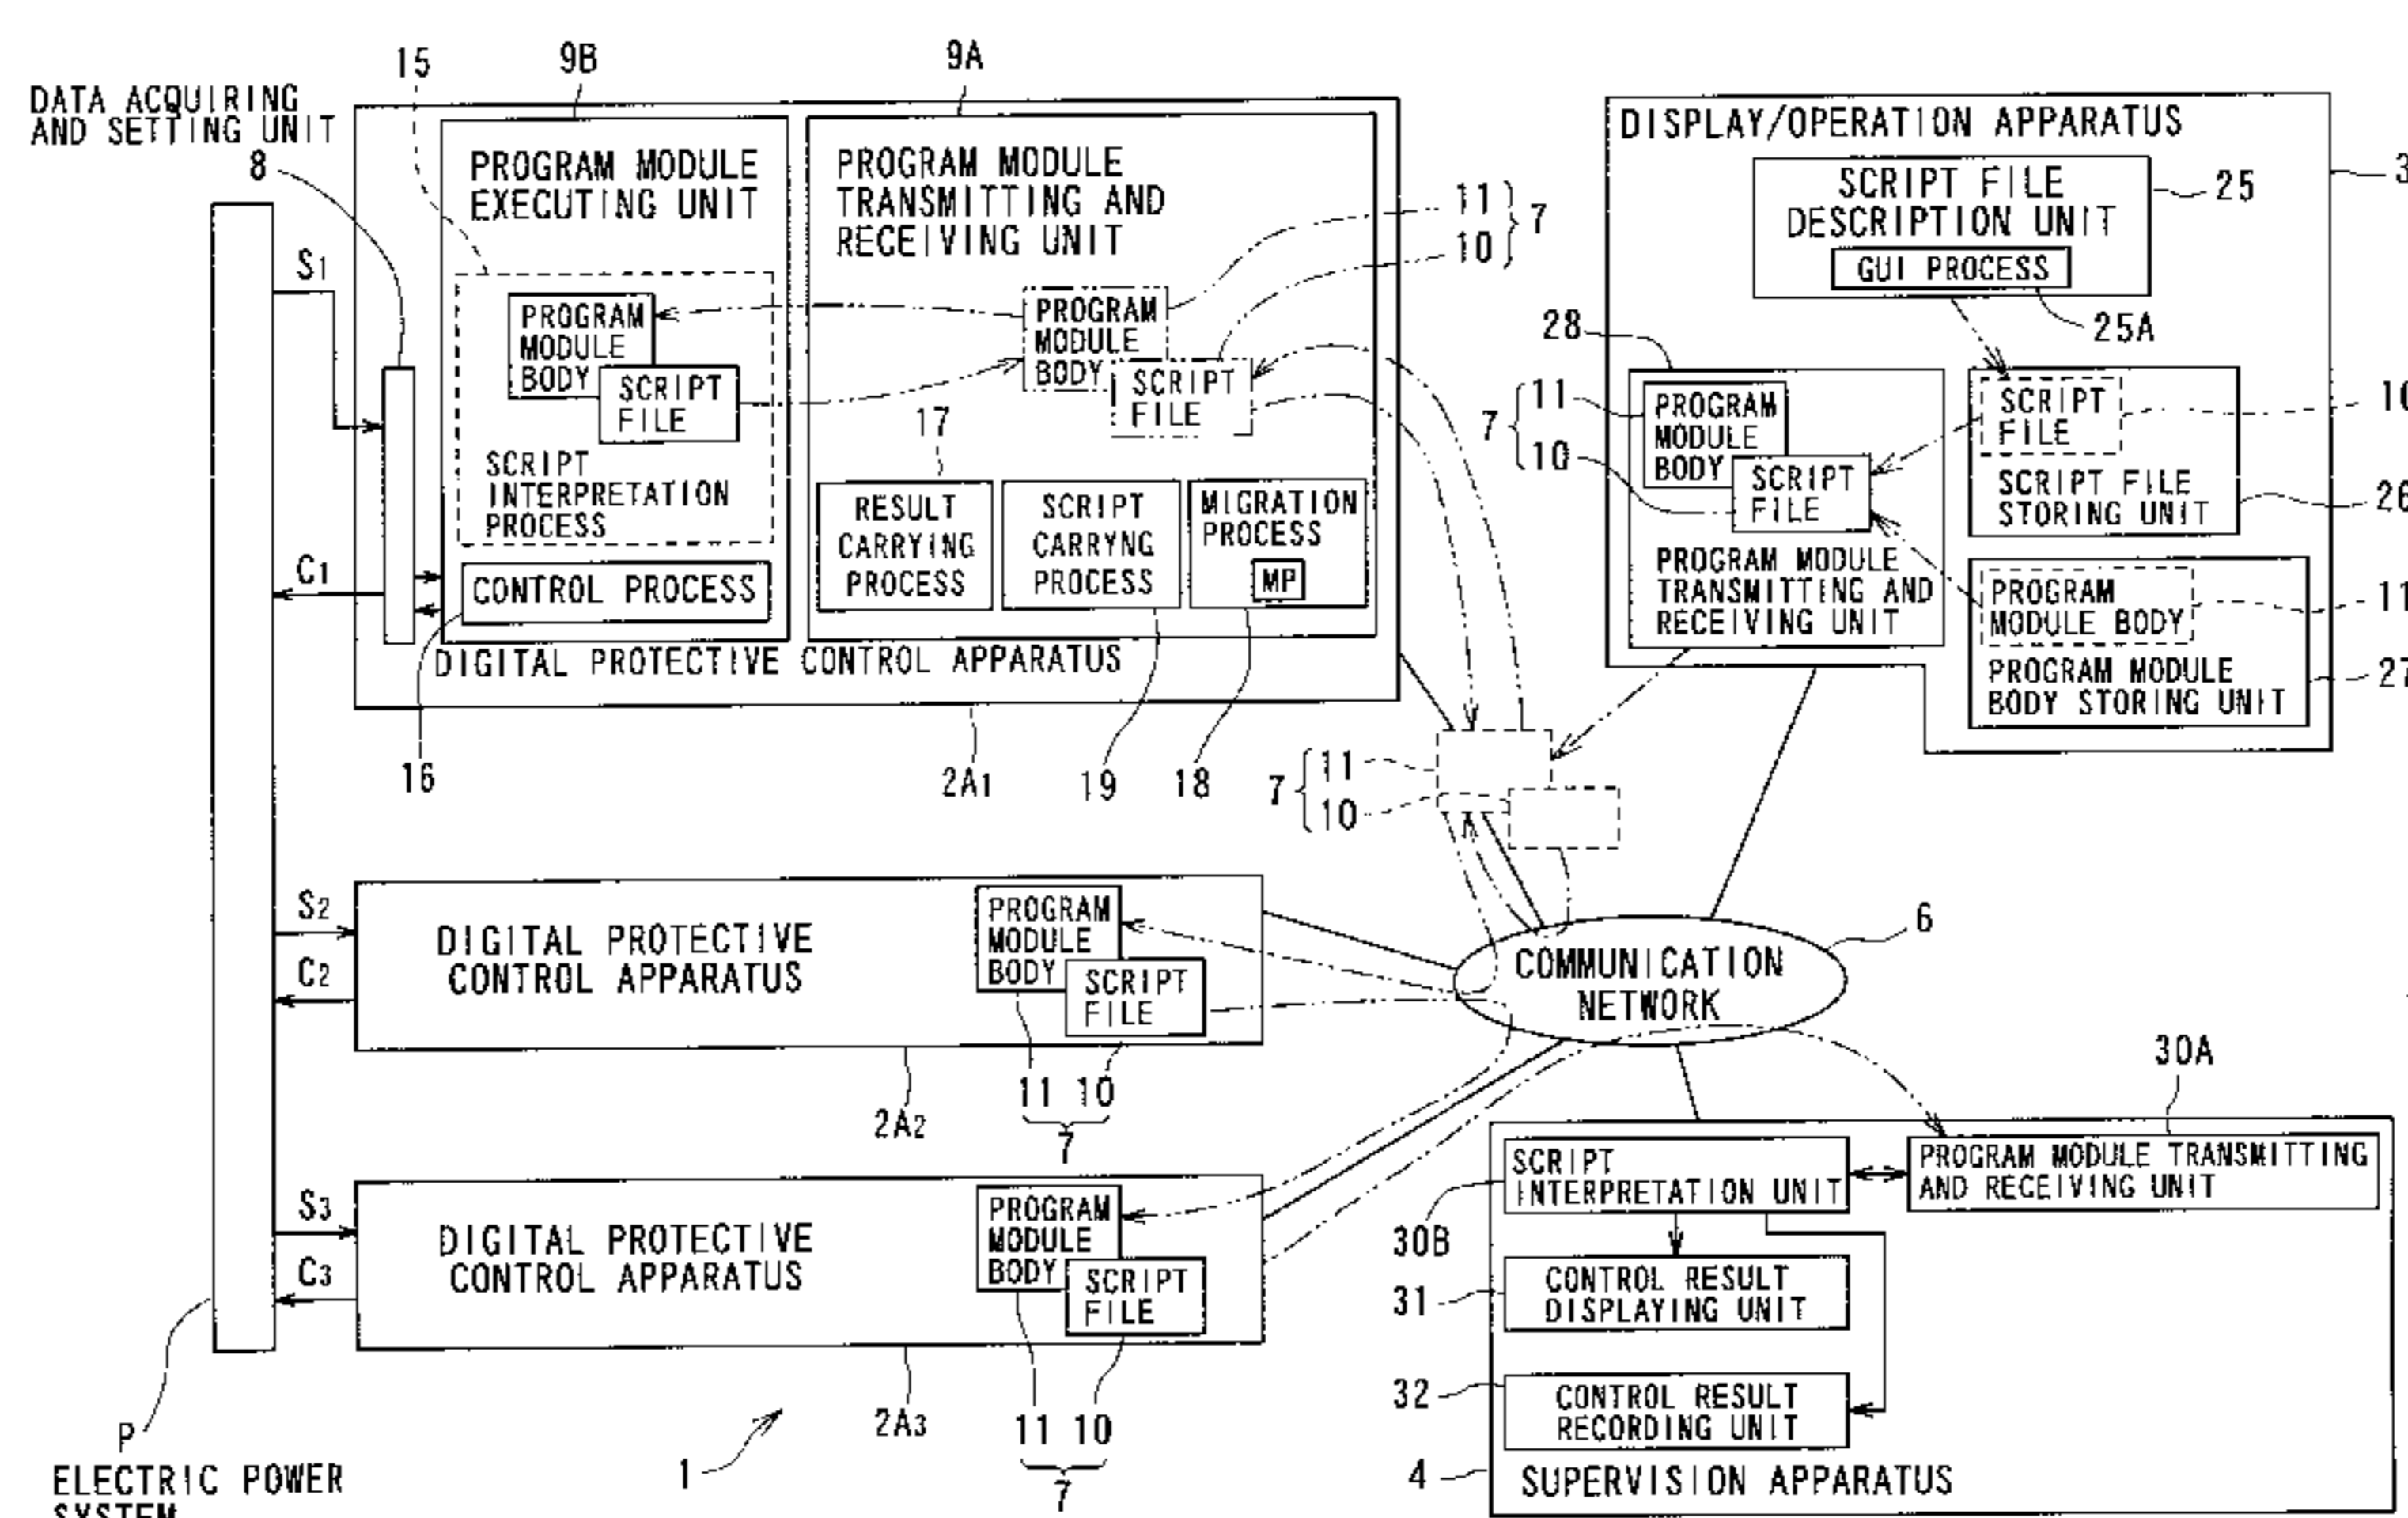 15
9B
9A
DATA ACQUIRING
AND SETTING UNIT
8
PROGRAM MODULE
EXECUTING UNIT
PROGRAM MODULE
TRANSMITTING AND
RECEIVING UNIT
11
10
7
PROGRAM
MODULE
BODY
SCRIPT
FILE
SCRIPT
INTERPRETATION
PROCESS
CONTROL PROCESS
PROGRAM
MODULE
BODY
SCRIPT
FILE
17
RESULT
CARRYING
PROCESS
SCRIPT
CARRYNG
PROCESS
MIGRATION
PROCESS
MP
DIGITAL PROTECTIVE CONTROL APPARATUS
16
2A1
19
18
S1
C1
DISPLAY/OPERATION APPARATUS
3
SCRIPT FILE
DESCRIPTION UNIT
25
GUI PROCESS
25A
28
7
11
10
PROGRAM
MODULE
BODY
SCRIPT
FILE
PROGRAM MODULE
TRANSMITTING AND
RECEIVING UNIT
SCRIPT
FILE
10
SCRIPT FILE
STORING UNIT
26
PROGRAM
MODULE BODY
11
PROGRAM MODULE
BODY STORING UNIT
27
7
11
10
S2
C2
DIGITAL PROTECTIVE
CONTROL APPARATUS
PROGRAM
MODULE
BODY
SCRIPT
FILE
2A2
11 10
7
COMMUNICATION
NETWORK
6
S3
C3
DIGITAL PROTECTIVE
CONTROL APPARATUS
PROGRAM
MODULE
BODY
SCRIPT
FILE
2A3
11 10
7
30A
SCRIPT
INTERPRETATION UNIT
PROGRAM MODULE TRANSMITTING
AND RECEIVING UNIT
30B
CONTROL RESULT
DISPLAYING UNIT
31
CONTROL RESULT
RECORDING UNIT
32
SUPERVISION APPARATUS
4
P
ELECTRIC POWER
SYSTEM
1